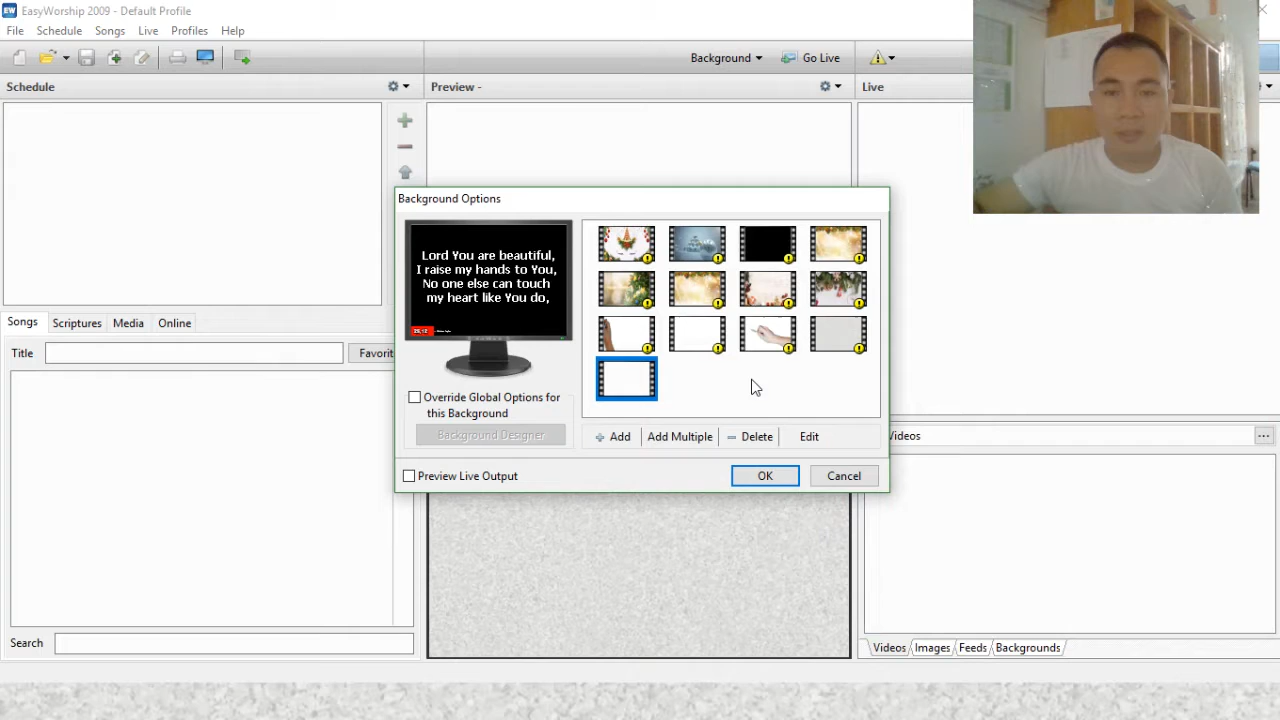 EasyWorship 2009 - Default Profile
File Schedule Songs Live Profiles Help
Background Go Live
Schedule
Preview -
Live
Background Options
Lord You are beautiful,
I raise my hands to You,
No one else can touch
my heart like You do,
Override Global Options for
this Background
Background Designer
Add Add Multiple Delete Edit
Preview Live Output
OK Cancel
Songs Scriptures Media Online
Title Favorit
Search
Videos
Videos Images Feeds Backgrounds